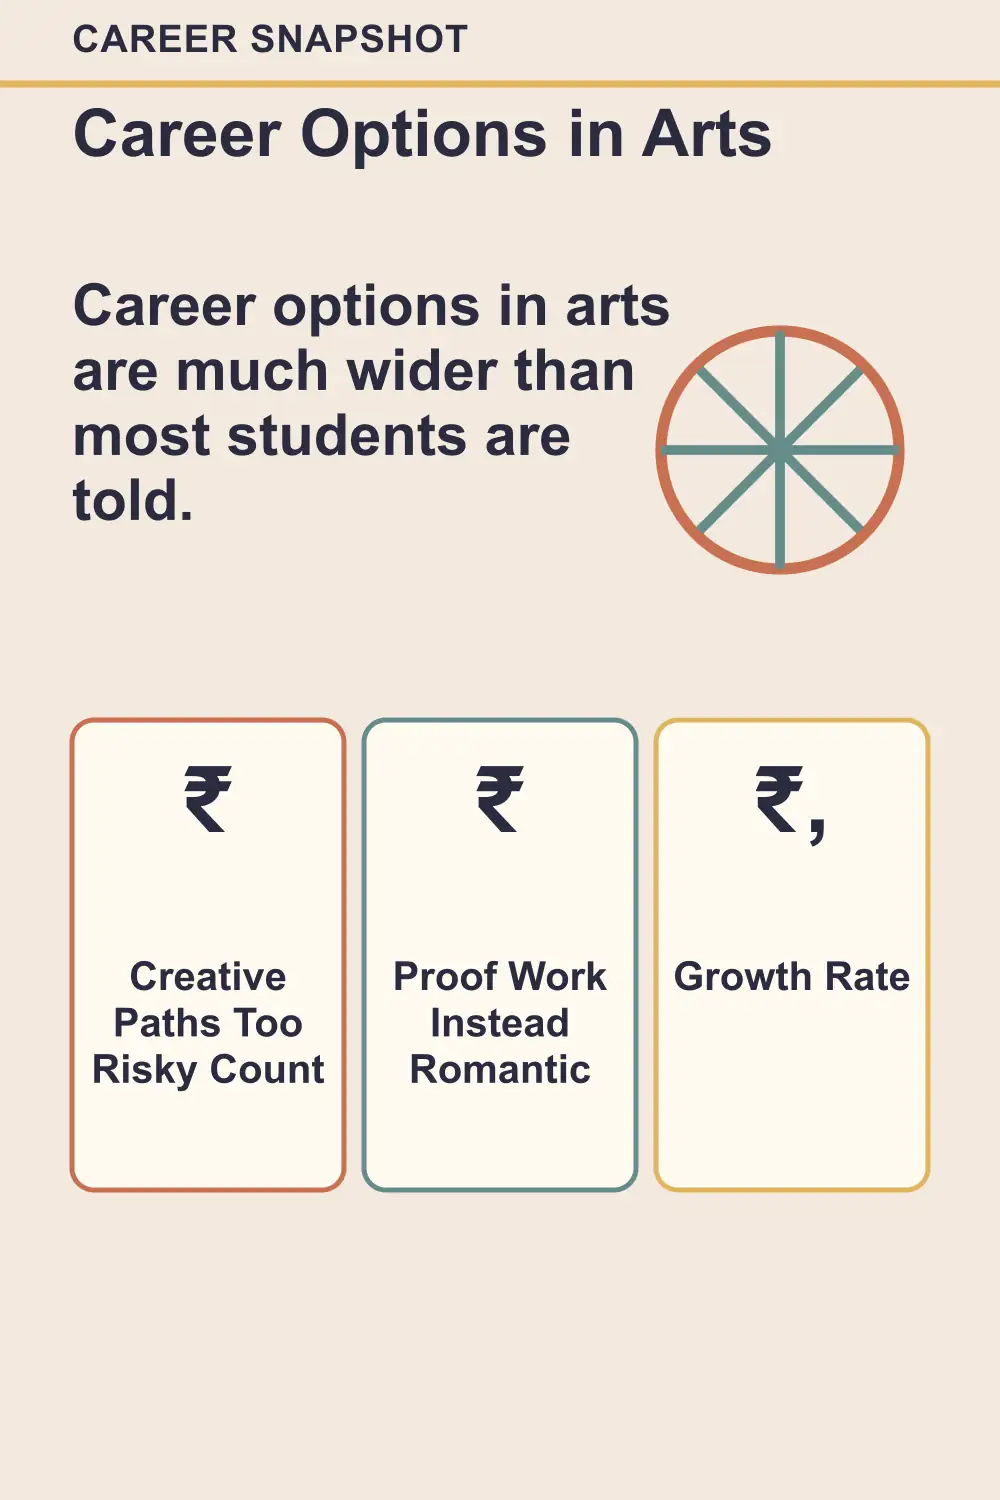 CAREER SNAPSHOT
Career Options in Arts
Career options in arts
are much wider than
most students are
told.
₹
Creative
Paths Too
Risky Count
₹
Proof Work
Instead
Romantic
₹,
Growth Rate